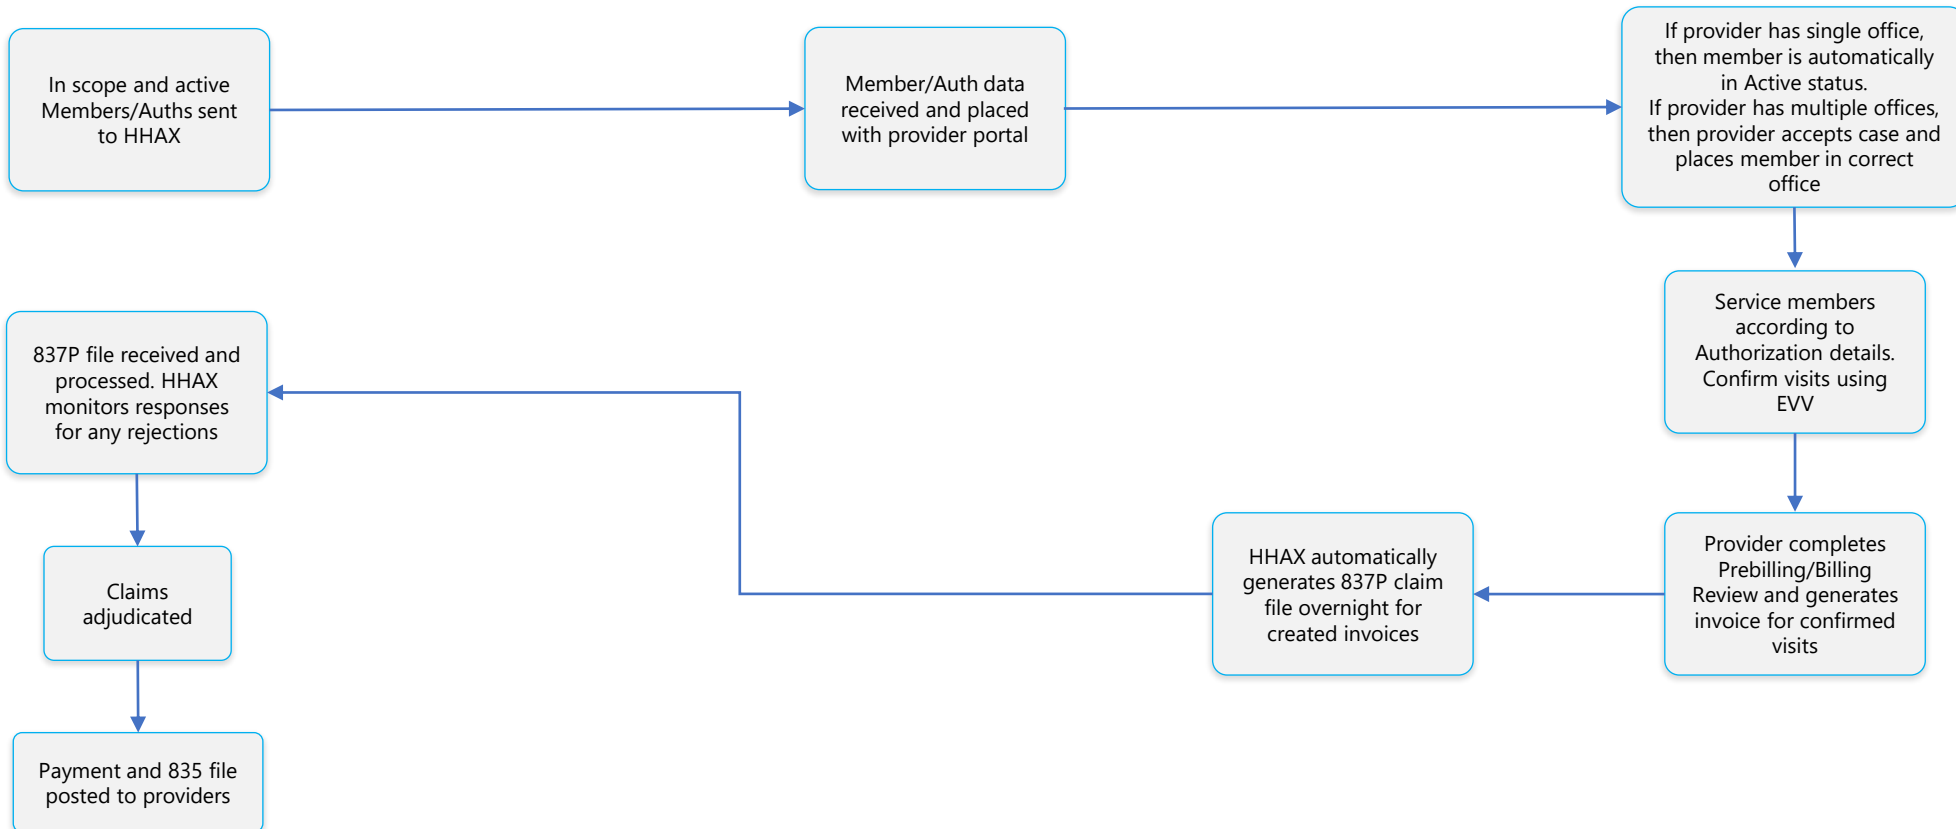 In scope and active
Members/Auths sent
to HHAX
Member/Auth data
received and placed
with provider portal
If provider has single office,
then member is automatically
in Active status.
If provider has multiple offices,
then provider accepts case and
places member in correct
office
Service members
according to
Authorization details.
Confirm visits using
EVV
Provider completes
Prebilling/Billing
Review and generates
invoice for confirmed
visits
HHAX automatically
generates 837P claim
file overnight for
created invoices
837P file received and
processed. HHAX
monitors responses
for any rejections
Claims
adjudicated
Payment and 835 file
posted to providers